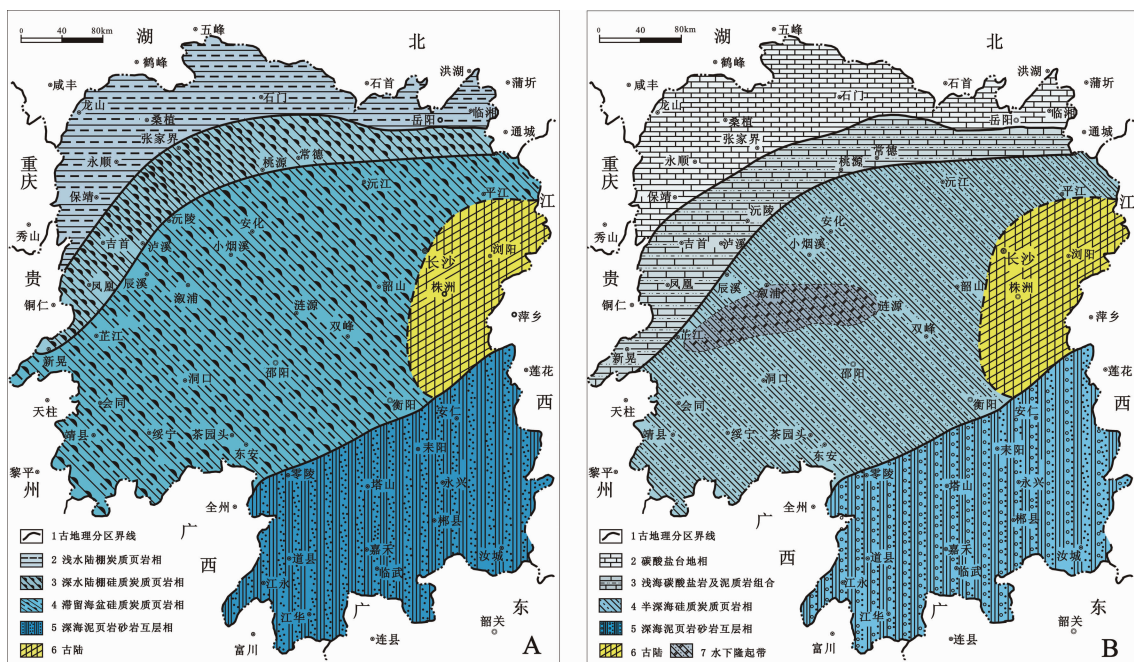 0 40 80km
湖
北
五峰
鹤峰
咸丰
龙山
石门
桑植
张家界
石首
洪湖
蒲圻
临湘
岳阳
通城
重庆
永顺
保靖
桃源
常德
沅江
平江
江
秀山
沅陵
安化
吉首
泸溪
小烟溪
长沙
浏阳
贵
凤凰
辰溪
溆浦
韶山
株洲
铜仁
涟源
双峰
萍乡
芷江
新晃
洞口
邵阳
莲花
天柱
会同
衡阳
安仁
西
靖县
绥宁
茶园头
东安
耒阳
黎平
州
零陵
塔山
永兴
全州
郴县
广
西
道县
嘉禾
汝城
江永
临武
江华
广
东
韶关
连县
富川
1 古地理分区界线
2 浅水陆棚炭质页岩相
3 深水陆棚硅质炭质页岩相
4 滞留海盆硅质炭质页岩相
5 深海泥页岩砂岩互层相
6 古陆
A
0 40 80km
湖
北
五峰
鹤峰
咸丰
龙山
石门
桑植
张家界
石首
洪湖
蒲圻
临湘
岳阳
通城
重庆
永顺
保靖
桃源
常德
沅江
平江
江
秀山
沅陵
安化
吉首
泸溪
小烟溪
长沙
浏阳
贵
凤凰
辰溪
溆浦
韶山
株洲
铜仁
涟源
双峰
萍乡
芷江
新晃
洞口
邵阳
莲花
天柱
会同
衡阳
安仁
西
靖县
绥宁
茶园头
东安
耒阳
黎平
州
零陵
塔山
永兴
全州
郴县
广
西
道县
嘉禾
汝城
江永
临武
江华
广
东
韶关
连县
富川
1 古地理分区界线
2 碳酸盐台地相
3 浅海碳酸盐岩及泥质岩组合
4 半深海硅质炭质页岩相
5 深海泥页岩砂岩互层相
6 古陆 7 水下隆起带
B